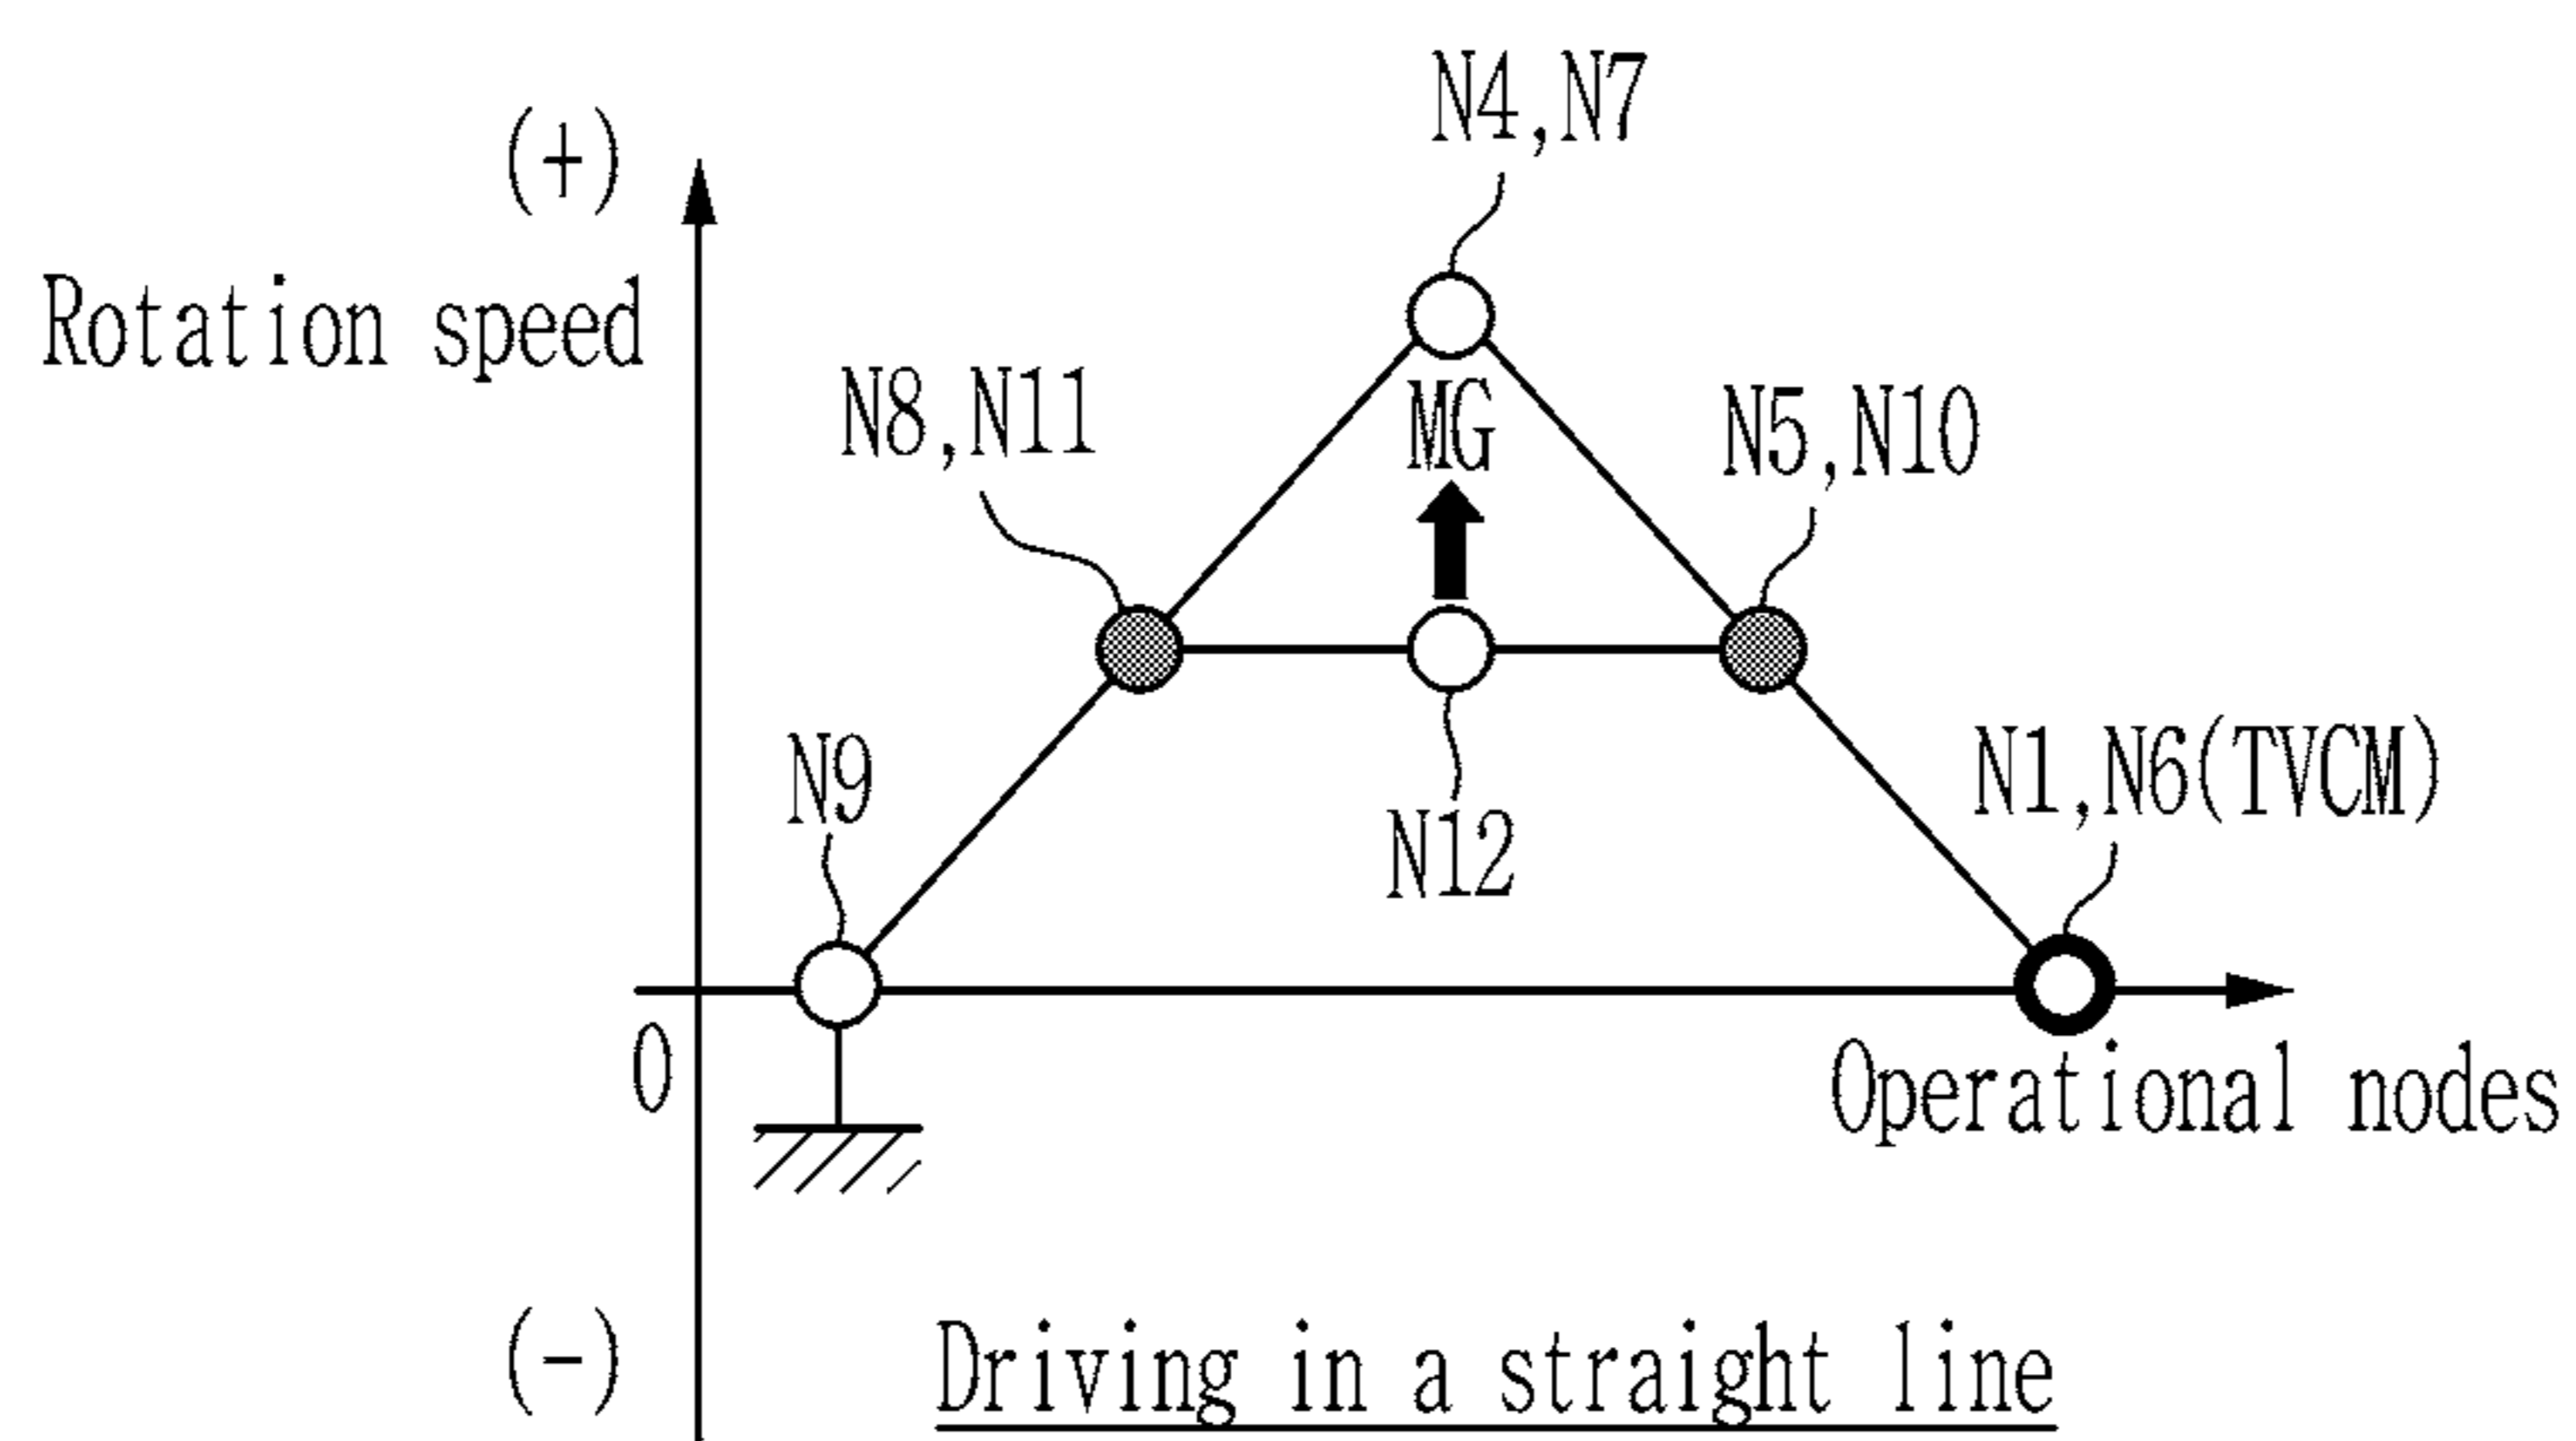 N4,N7
(+)
Rotation speed
N8,N11
MG
N5,N10
N9
N12
N1,N6(TVCM)
0
Operational nodes
(-)
Driving in a straight line